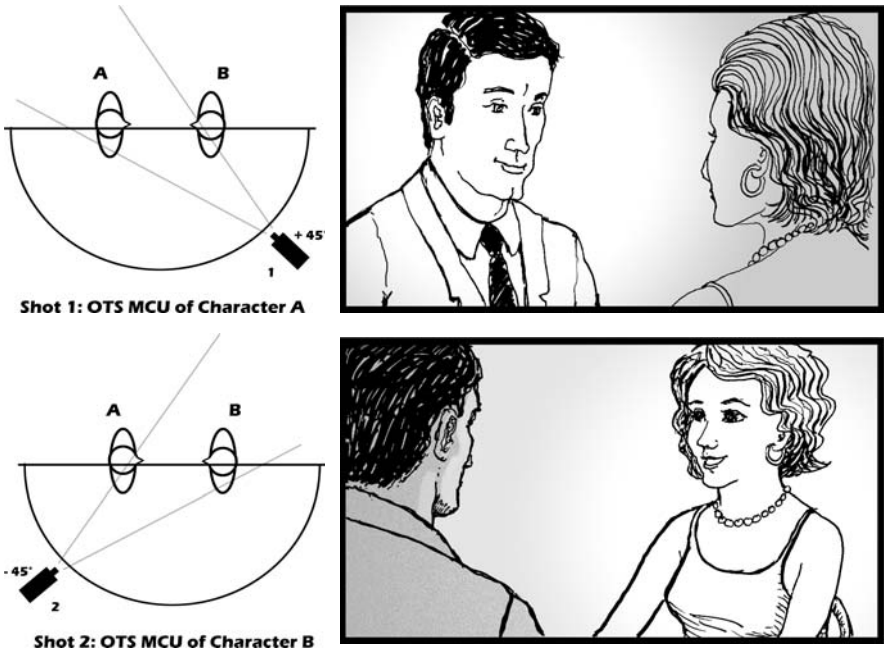 A
B
+ 45°
1
Shot 1: OTS MCU of Character A
A
B
- 45°
2
Shot 2: OTS MCU of Character B